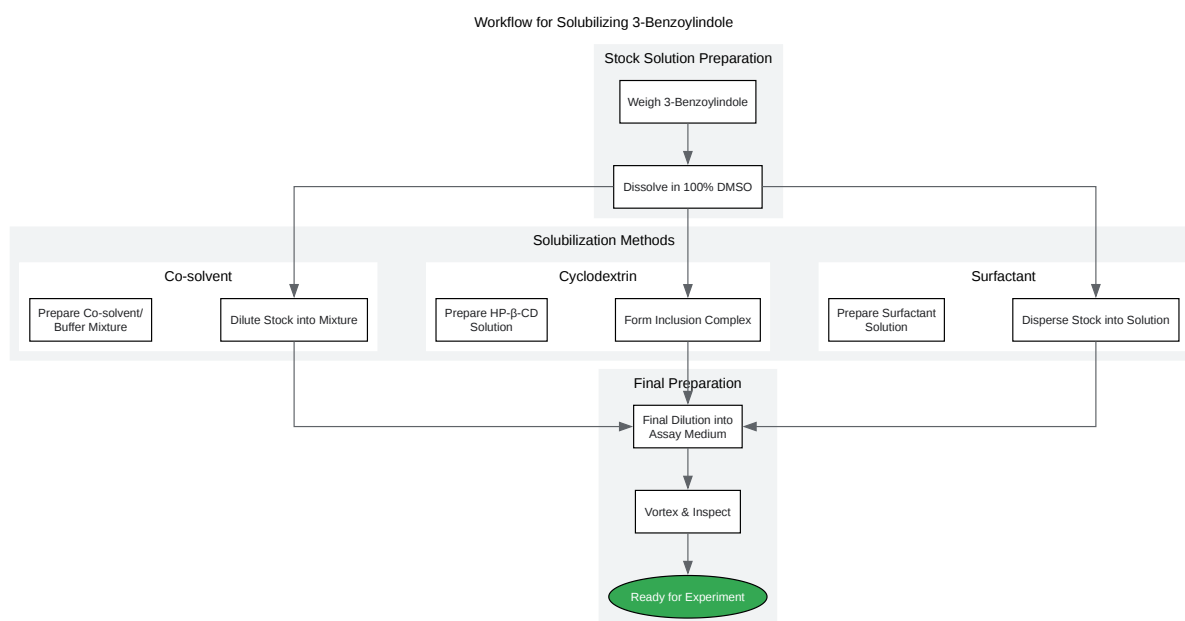 Workflow for Solubilizing 3-Benzoylindole
Stock Solution Preparation
Weigh 3-Benzoylindole
Dissolve in 100% DMSO
Solubilization Methods
Co-solvent
Prepare Co-solvent/
Buffer Mixture
Dilute Stock into Mixture
Cyclodextrin
Prepare HP-β-CD
Solution
Form Inclusion Complex
Surfactant
Prepare Surfactant
Solution
Disperse Stock into Solution
Final Preparation
Final Dilution into
Assay Medium
Vortex & Inspect
Ready for Experiment